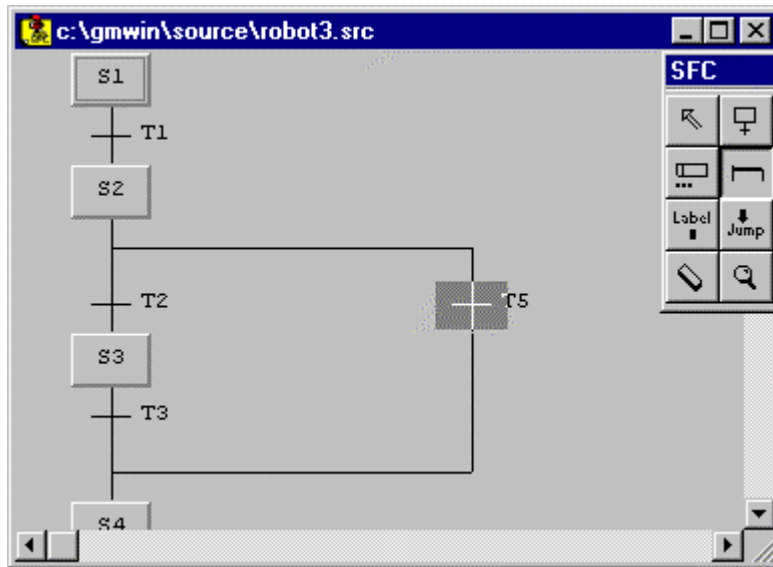 c:\gmwin\source\robot3.src
SFC
S1
T1
S2
Label
Jump
T2
T5
S3
T3
S4